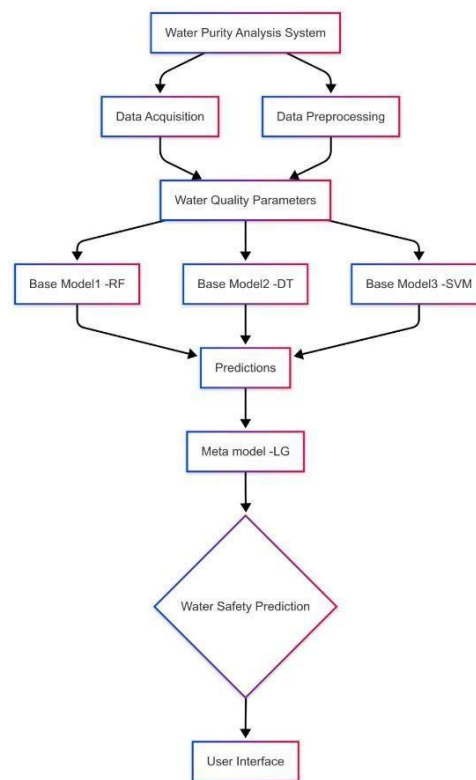 Water Purity Analysis System
Data Acquisition
Data Preprocessing
Water Quality Parameters
Base Model1 -RF
Base Model2 -DT
Base Model3 -SVM
Predictions
Meta model -LG
Water Safety Prediction
User Interface